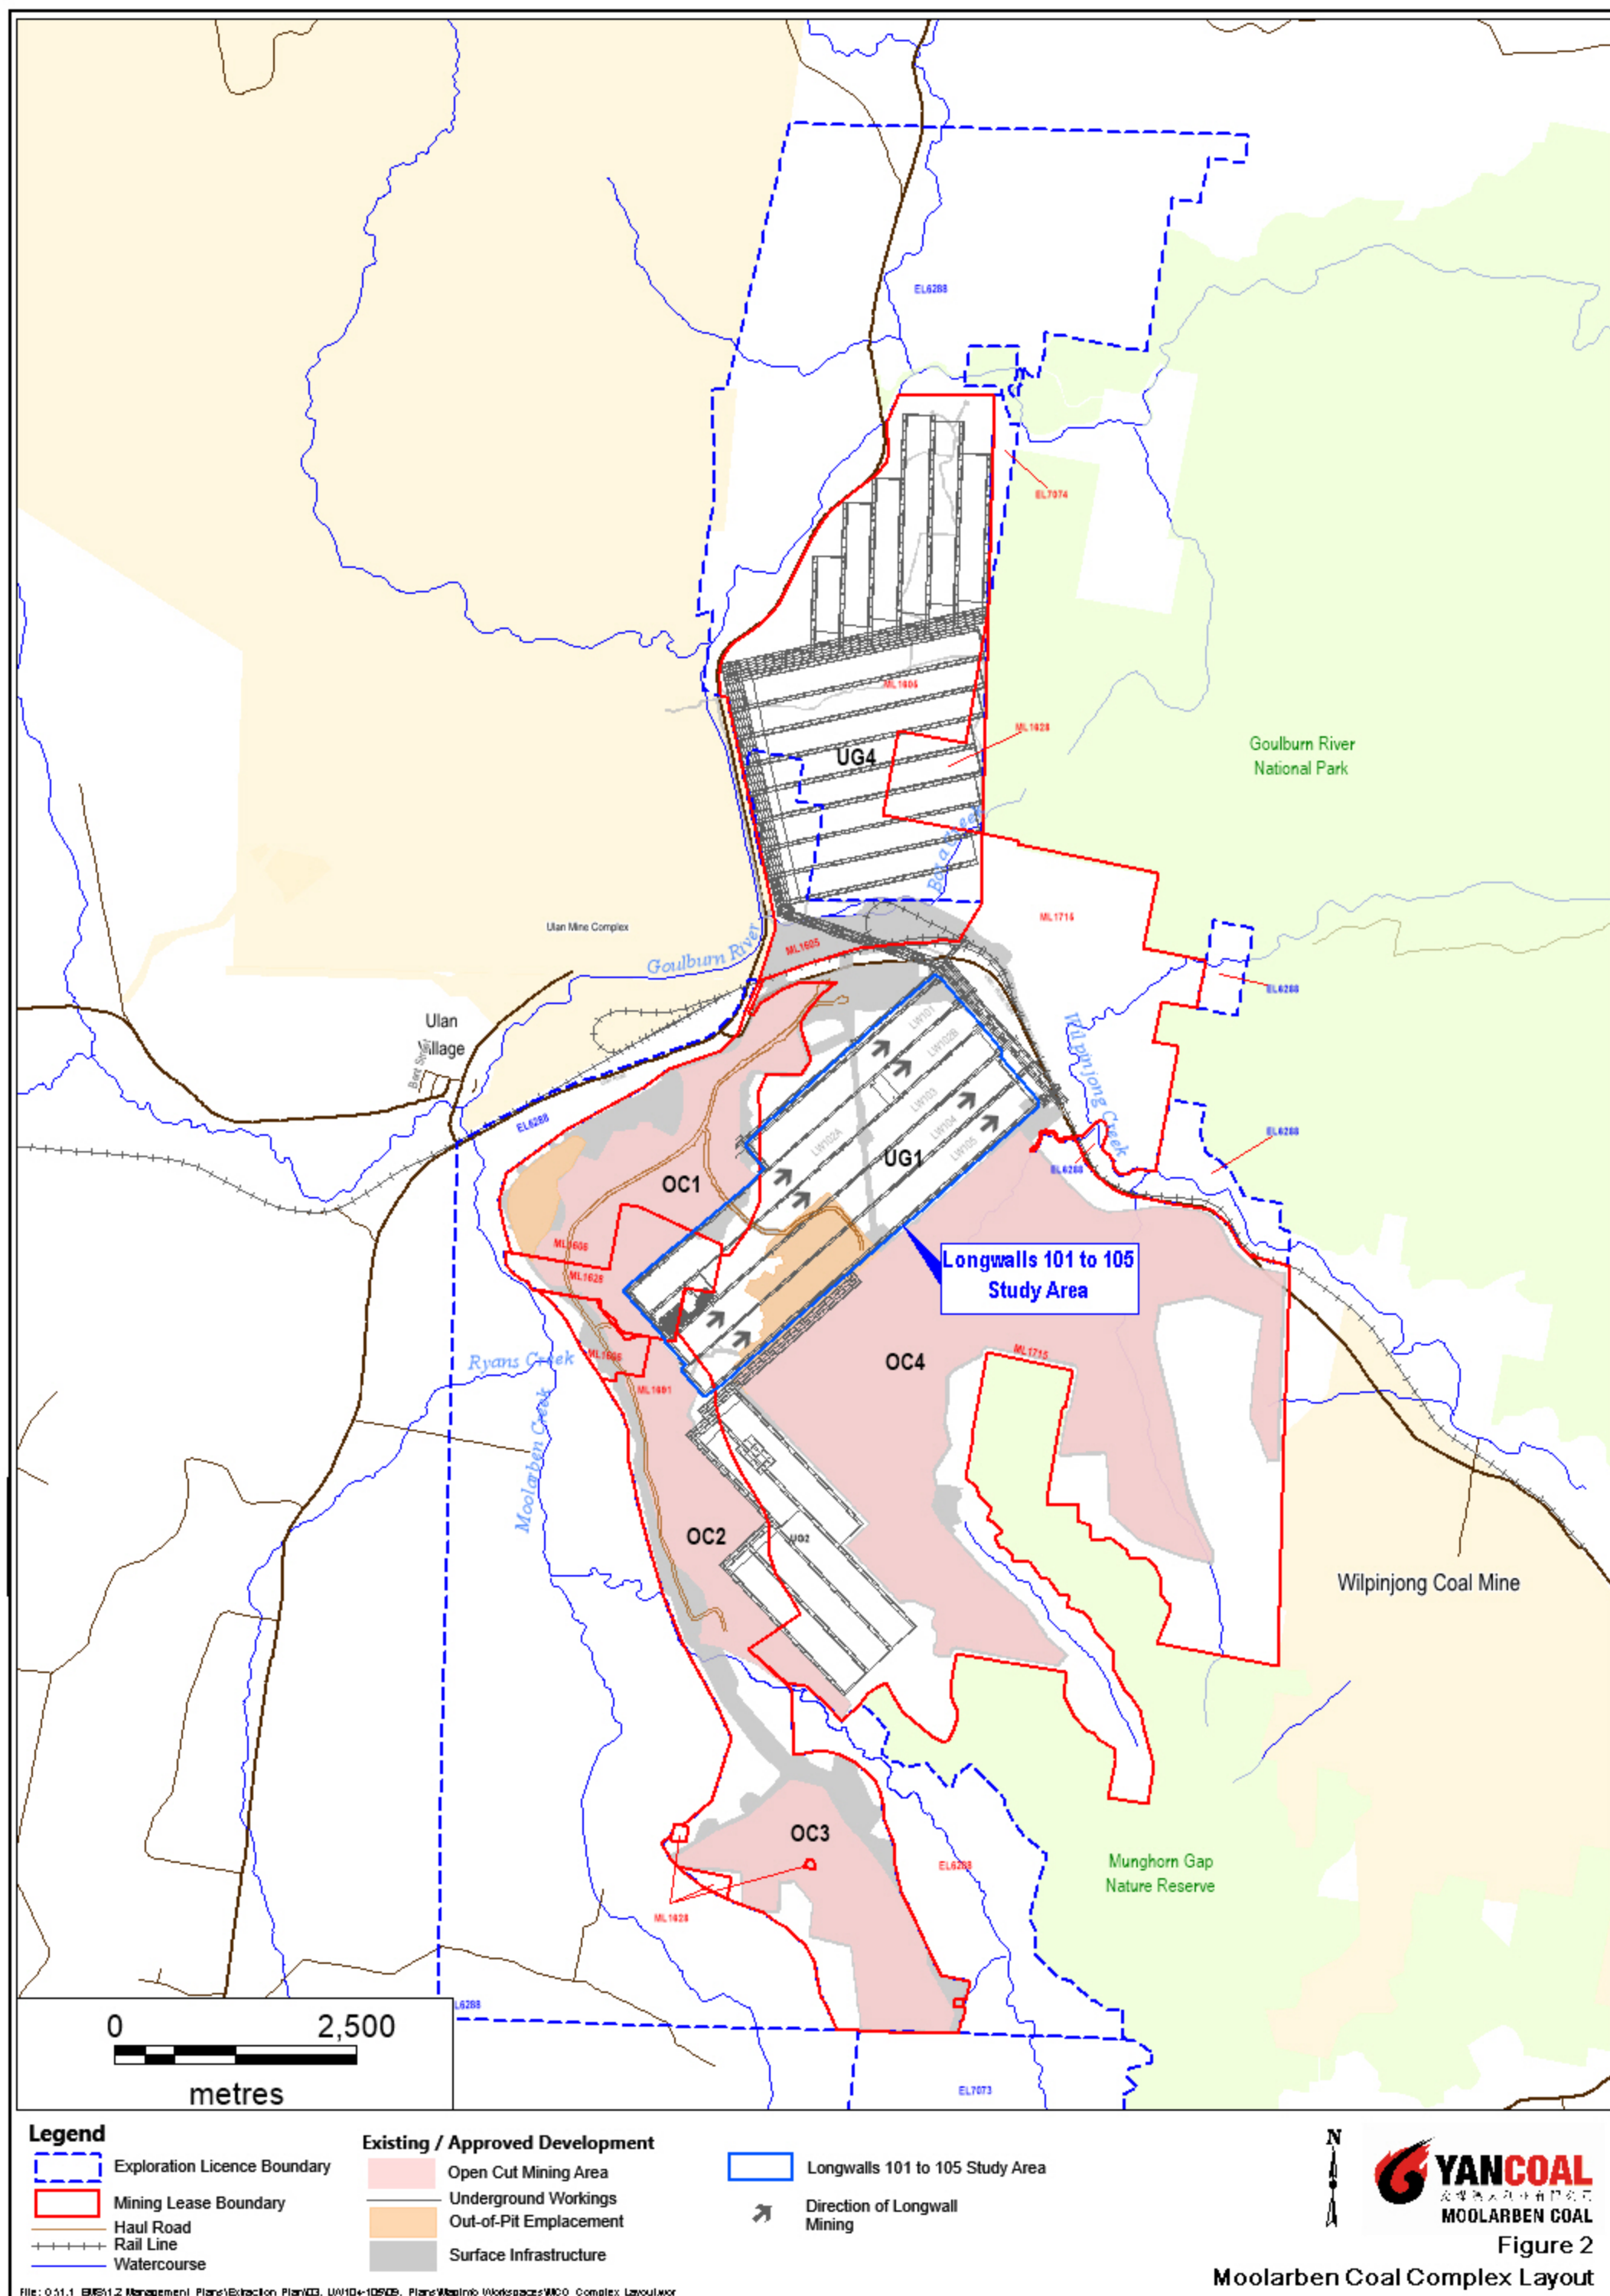 EL6288
EL7074
ML1605
ML1628
UG4
Goulburn River
National Park
Ulan Mine Complex
Goulburn River
ML1605
ML1715
EL6288
Ulan
Village
Wilpinjong Creek
LW101
LW102B
LW103
LW104
LW105
LW102A
UG1
EL6288
EL6288
EL6288
OC1
ML1606
ML1628
Longwalls 101 to 105
Study Area
Ryans Creek
ML1606
ML1691
OC4
ML1715
Moolarben Creek
OC2
UG2
Wilpinjong Coal Mine
OC3
EL6288
Munghorn Gap
Nature Reserve
ML1628
0 2,500
metres
L6288
EL7073
Legend
Exploration Licence Boundary
Mining Lease Boundary
Haul Road
Rail Line
Watercourse
Existing / Approved Development
Open Cut Mining Area
Underground Workings
Out-of-Pit Emplacement
Surface Infrastructure
Longwalls 101 to 105 Study Area
Direction of Longwall
Mining
N
YANCOAL
MOOLARBEN COAL
Figure 2
Moolarben Coal Complex Layout